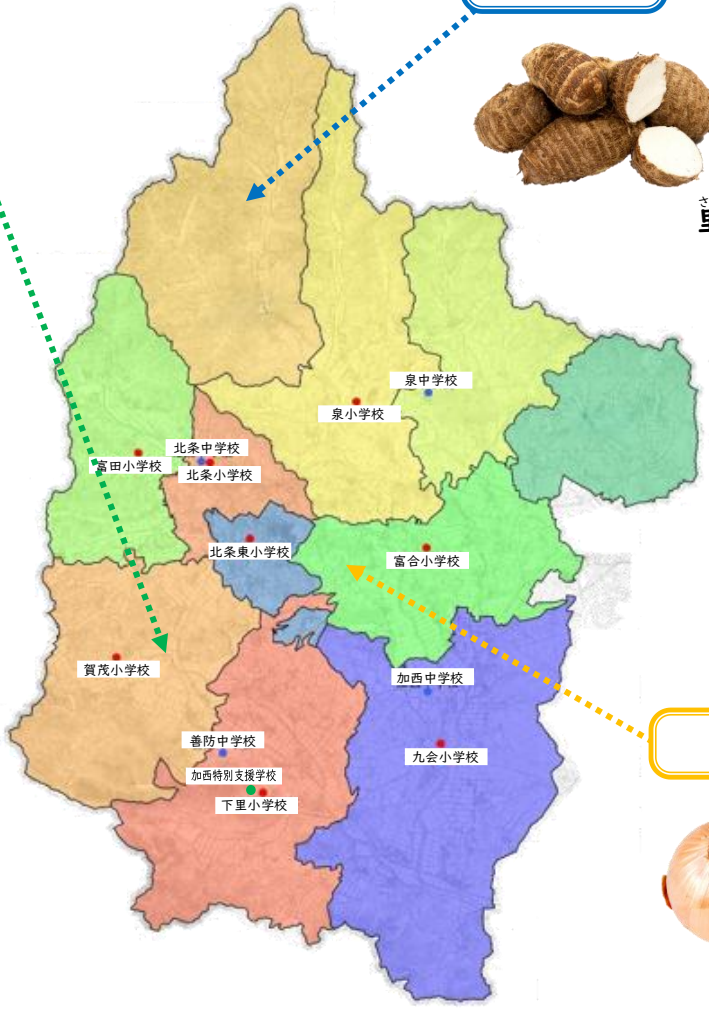 泉中学校
泉小学校
北条中学校
富田小学校
北条小学校
北条東小学校
富合小学校
賀茂小学校
加西中学校
善防中学校
九会小学校
加西特別支援学校
下里小学校